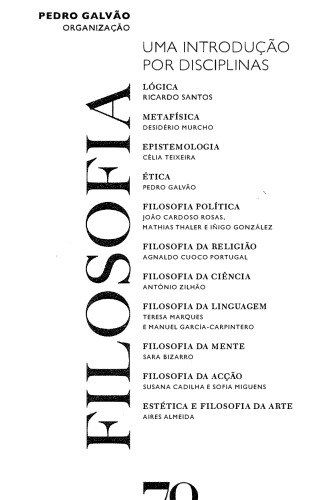 PEDRO GALVÃO
ORGANIZAÇÃO
UMA INTRODUÇÃO
POR DISCIPLINAS
FILOSOFIA
LÓGICA
RICARDO SANTOS
METAFÍSICA
DESIDÉRIO MURCHO
EPISTEMOLOGIA
CÉLIA TEIXEIRA
ÉTICA
PEDRO GALVÃO
FILOSOFIA POLÍTICA
JOÃO CARDOSO ROSAS,
MATHIAS THALER E IÑIGO GONZÁLEZ
FILOSOFIA DA RELIGIÃO
AGNALDO CUOCO PORTUGAL
FILOSOFIA DA CIÊNCIA
ANTÓNIO ZILHÃO
FILOSOFIA DA LINGUAGEM
TERESA MARQUES
E MANUEL GARCÍA-CARPINTERO
FILOSOFIA DA MENTE
SARA BIZARRO
FILOSOFIA DA ACÇÃO
SUSANA CADILHA E SOFIA MIGUENS
ESTÉTICA E FILOSOFIA DA ARTE
AIRES ALMEIDA
70